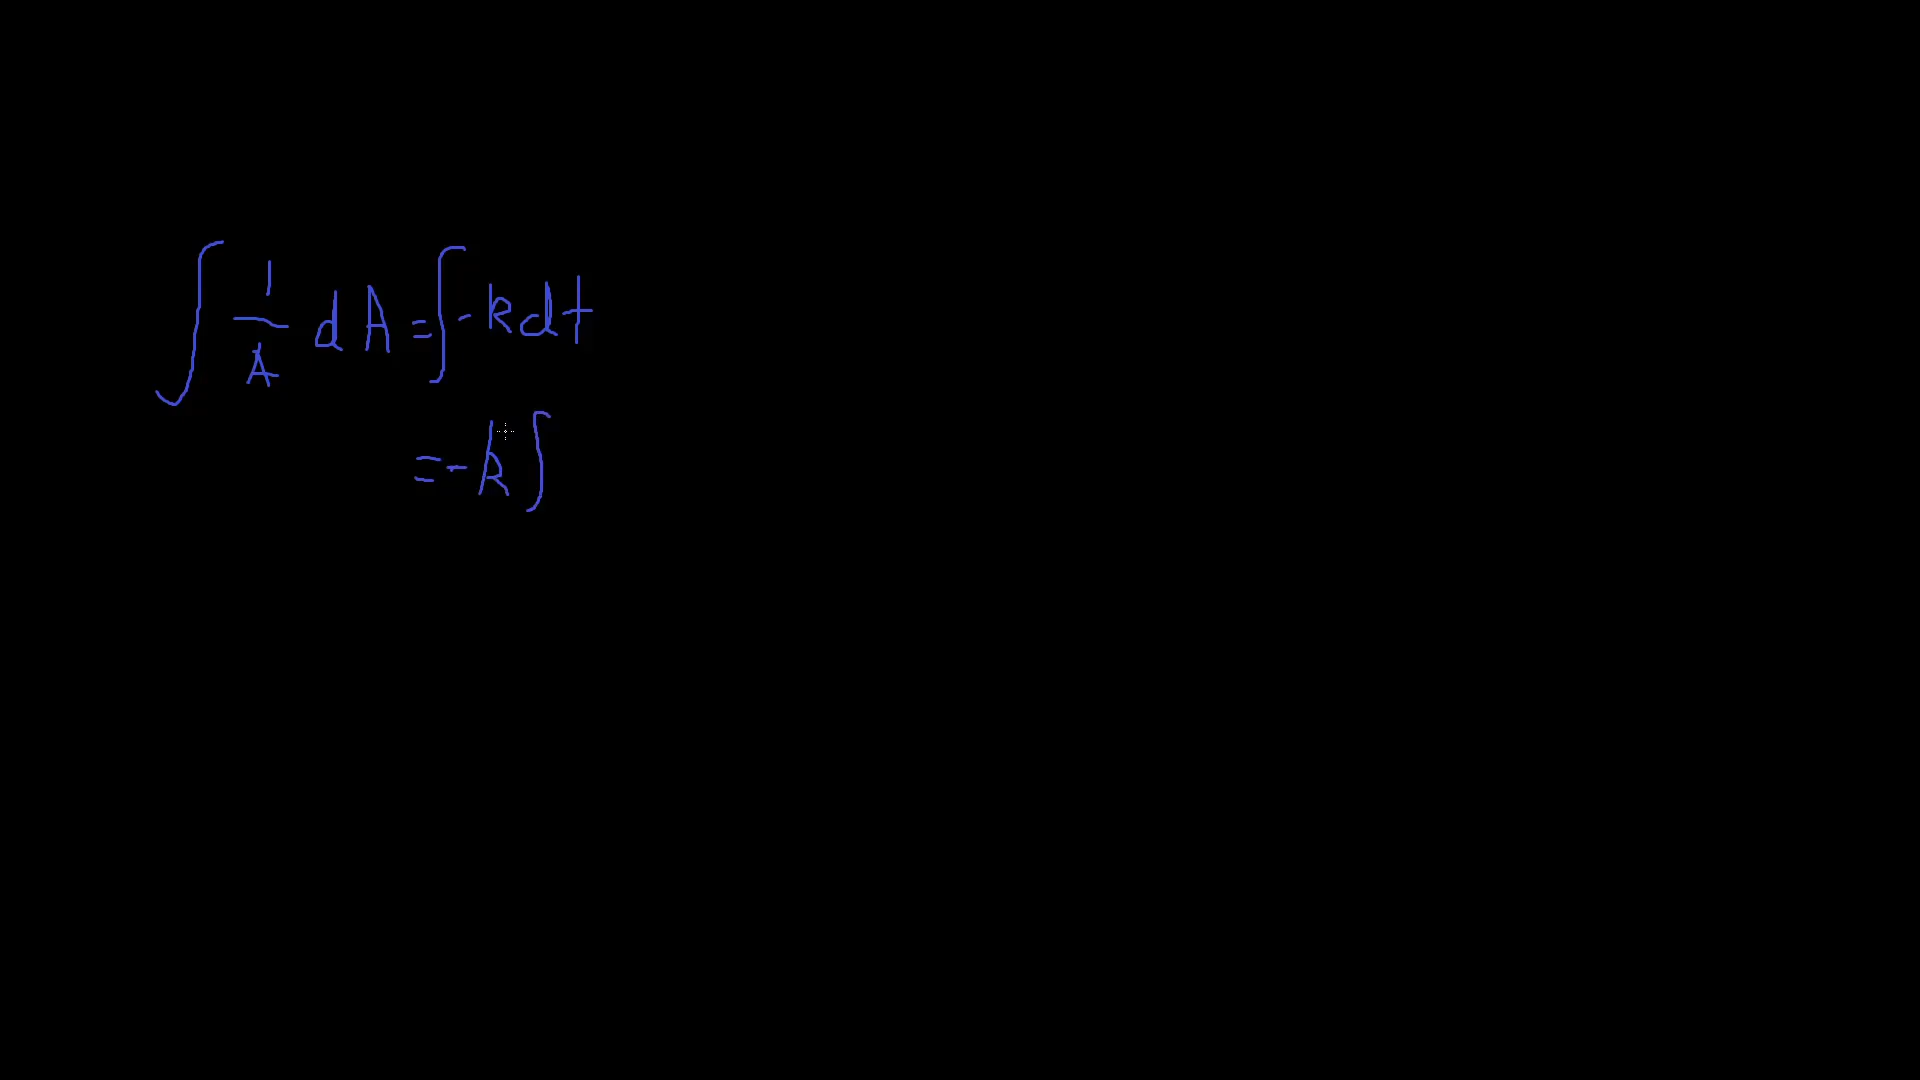 ∫ 1/A dA = ∫ -k dt
= -k ∫